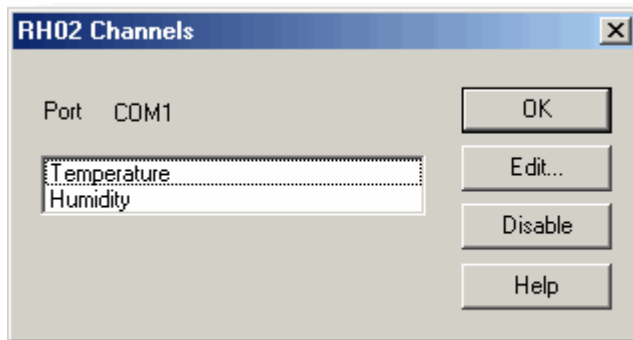 RH02 Channels
Port COM1
Temperature
Humidity
OK
Edit...
Disable
Help